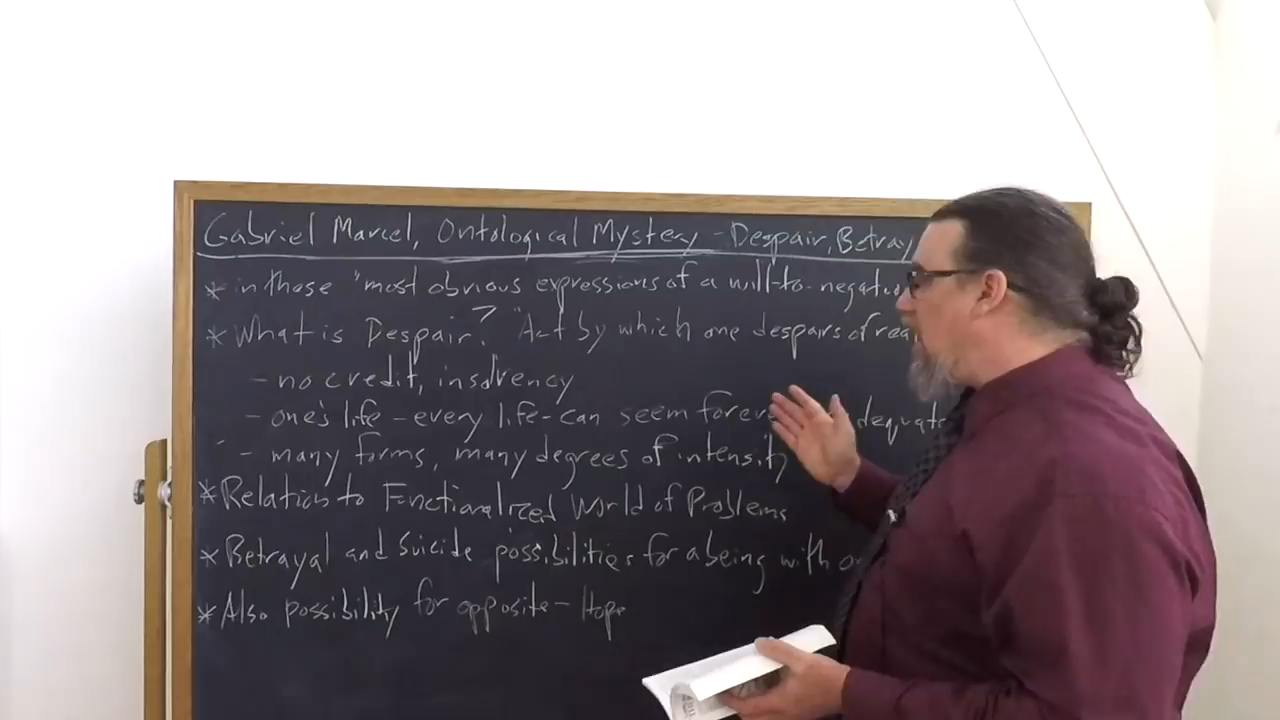 Gabriel Marcel, Ontological Mystery - Despair, Betray
* in those "most obvious expressions of a will-to-negate
* What is Despair? "Act by which one despairs of rea
- no credit, insolvency
- one's life - every life - can seem forev adequate
- many forms, many degrees of intensity
* Relation to Functionalized World of Problems
* Betrayal and Suicide possibilities for a being with
* Also possibility for opposite - Hope